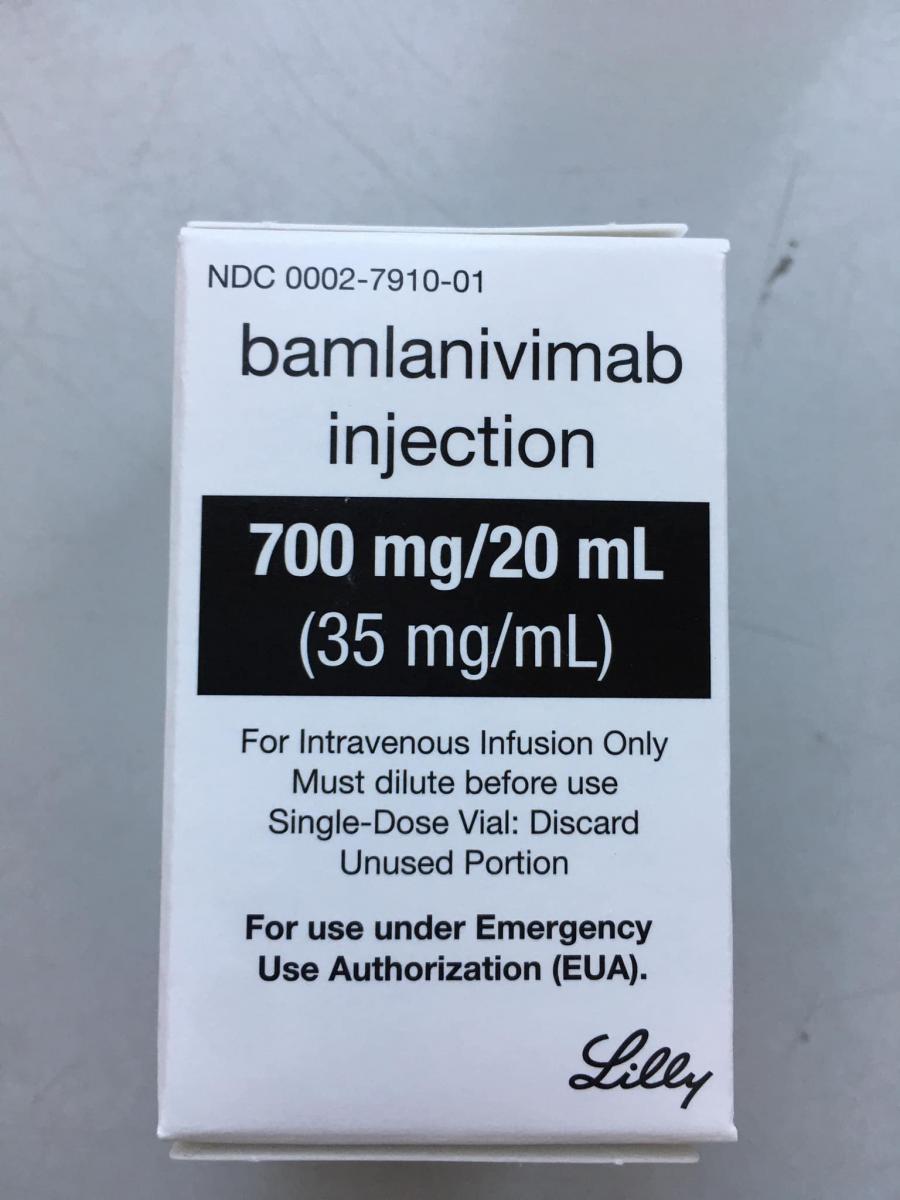 NDC 0002-7910-01
bamlanivimab
injection
700 mg/20 mL
(35 mg/mL)
For Intravenous Infusion Only
Must dilute before use
Single-Dose Vial: Discard
Unused Portion
For use under Emergency
Use Authorization (EUA).
Lilly